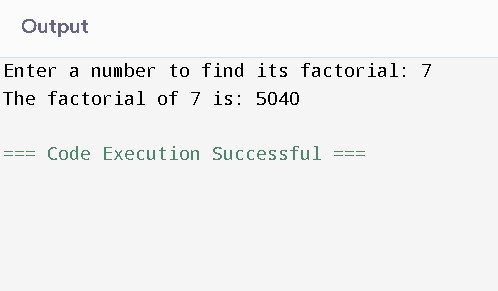 Output
Enter a number to find its factorial: 7
The factorial of 7 is: 5040
=== Code Execution Successful ===